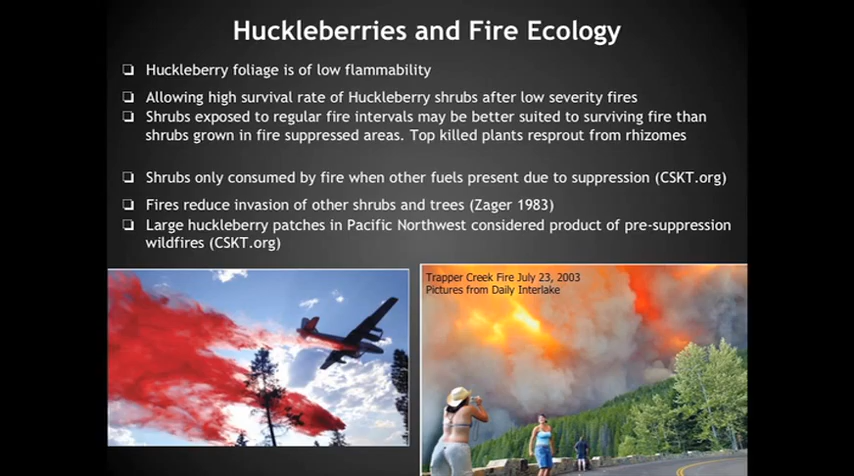 Huckleberries and Fire Ecology
Huckleberry foliage is of low flammability
Allowing high survival rate of Huckleberry shrubs after low severity fires
Shrubs exposed to regular fire intervals may be better suited to surviving fire than
shrubs grown in fire suppressed areas. Top killed plants resprout from rhizomes
Shrubs only consumed by fire when other fuels present due to suppression (CSKT.org)
Fires reduce invasion of other shrubs and trees (Zager 1983)
Large huckleberry patches in Pacific Northwest considered product of pre-suppression
wildfires (CSKT.org)
Trapper Creek Fire July 23, 2003
Pictures from Daily Interlake